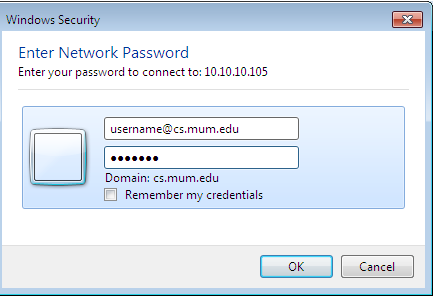 Windows Security
Enter Network Password
Enter your password to connect to: 10.10.10.105
username@cs.mum.edu
●●●●●●●
Domain: cs.mum.edu
Remember my credentials
OK
Cancel